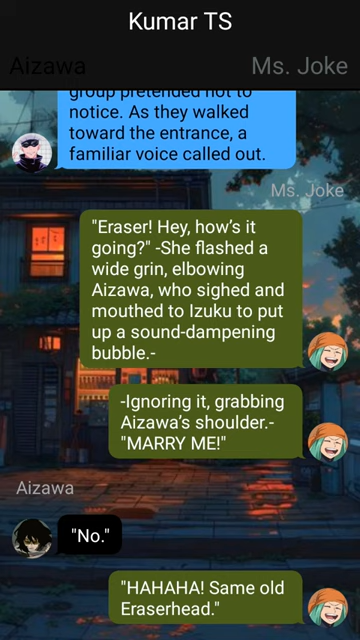 Kumar TS
Aizawa
Ms. Joke
group pretended not to
notice. As they walked
toward the entrance, a
familiar voice called out.
Ms. Joke
"Eraser! Hey, how’s it
going?" -She flashed a
wide grin, elbowing
Aizawa, who sighed and
mouthed to Izuku to put
up a sound-dampening
bubble.-
-Ignoring it, grabbing
Aizawa’s shoulder.-
"MARRY ME!"
Aizawa
"No."
"HAHAHA! Same old
Eraserhead."